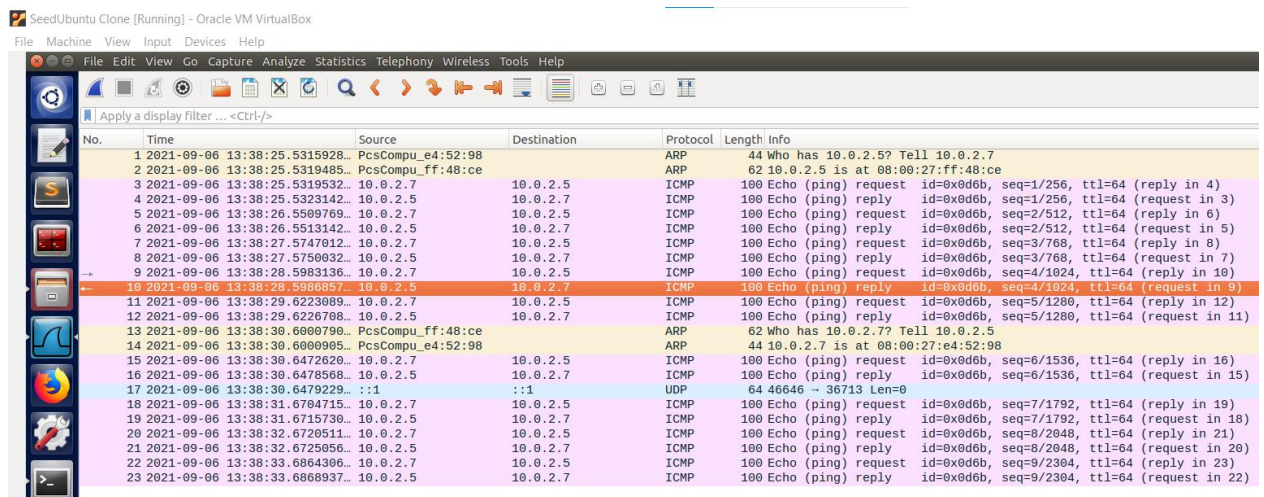 SeedUbuntu Clone [Running] - Oracle VM VirtualBox
File Machine View Input Devices Help
File Edit View Go Capture Analyze Statistics Telephony Wireless Tools Help
Apply a display filter ... <Ctrl-/>
No. Time Source Destination Protocol Length Info
1 2021-09-06 13:38:25.5315928… PcsCompu_e4:52:98 ARP 44 Who has 10.0.2.5? Tell 10.0.2.7
2 2021-09-06 13:38:25.5319485… PcsCompu_ff:48:ce ARP 62 10.0.2.5 is at 08:00:27:ff:48:ce
3 2021-09-06 13:38:25.5319532… 10.0.2.7 10.0.2.5 ICMP 100 Echo (ping) request id=0x0d6b, seq=1/256, ttl=64 (reply in 4)
4 2021-09-06 13:38:25.5323142… 10.0.2.5 10.0.2.7 ICMP 100 Echo (ping) reply id=0x0d6b, seq=1/256, ttl=64 (request in 3)
5 2021-09-06 13:38:26.5509769… 10.0.2.7 10.0.2.5 ICMP 100 Echo (ping) request id=0x0d6b, seq=2/512, ttl=64 (reply in 6)
6 2021-09-06 13:38:26.5513142… 10.0.2.5 10.0.2.7 ICMP 100 Echo (ping) reply id=0x0d6b, seq=2/512, ttl=64 (request in 5)
7 2021-09-06 13:38:27.5747012… 10.0.2.7 10.0.2.5 ICMP 100 Echo (ping) request id=0x0d6b, seq=3/768, ttl=64 (reply in 8)
8 2021-09-06 13:38:27.5750032… 10.0.2.5 10.0.2.7 ICMP 100 Echo (ping) reply id=0x0d6b, seq=3/768, ttl=64 (request in 7)
9 2021-09-06 13:38:28.5983136… 10.0.2.7 10.0.2.5 ICMP 100 Echo (ping) request id=0x0d6b, seq=4/1024, ttl=64 (reply in 10)
10 2021-09-06 13:38:28.5986857… 10.0.2.5 10.0.2.7 ICMP 100 Echo (ping) reply id=0x0d6b, seq=4/1024, ttl=64 (request in 9)
11 2021-09-06 13:38:29.6223089… 10.0.2.7 10.0.2.5 ICMP 100 Echo (ping) request id=0x0d6b, seq=5/1280, ttl=64 (reply in 12)
12 2021-09-06 13:38:29.6226708… 10.0.2.5 10.0.2.7 ICMP 100 Echo (ping) reply id=0x0d6b, seq=5/1280, ttl=64 (request in 11)
13 2021-09-06 13:38:30.6000790… PcsCompu_ff:48:ce ARP 62 Who has 10.0.2.7? Tell 10.0.2.5
14 2021-09-06 13:38:30.6000905… PcsCompu_e4:52:98 ARP 44 10.0.2.7 is at 08:00:27:e4:52:98
15 2021-09-06 13:38:30.6472620… 10.0.2.7 10.0.2.5 ICMP 100 Echo (ping) request id=0x0d6b, seq=6/1536, ttl=64 (reply in 16)
16 2021-09-06 13:38:30.6478568… 10.0.2.5 10.0.2.7 ICMP 100 Echo (ping) reply id=0x0d6b, seq=6/1536, ttl=64 (request in 15)
17 2021-09-06 13:38:30.6479229… ::1 ::1 UDP 64 46646 → 36713 Len=0
18 2021-09-06 13:38:31.6704715… 10.0.2.7 10.0.2.5 ICMP 100 Echo (ping) request id=0x0d6b, seq=7/1792, ttl=64 (reply in 19)
19 2021-09-06 13:38:31.6715730… 10.0.2.5 10.0.2.7 ICMP 100 Echo (ping) reply id=0x0d6b, seq=7/1792, ttl=64 (request in 18)
20 2021-09-06 13:38:32.6720511… 10.0.2.7 10.0.2.5 ICMP 100 Echo (ping) request id=0x0d6b, seq=8/2048, ttl=64 (reply in 21)
21 2021-09-06 13:38:32.6725056… 10.0.2.5 10.0.2.7 ICMP 100 Echo (ping) reply id=0x0d6b, seq=8/2048, ttl=64 (request in 20)
22 2021-09-06 13:38:33.6864306… 10.0.2.7 10.0.2.5 ICMP 100 Echo (ping) request id=0x0d6b, seq=9/2304, ttl=64 (reply in 23)
23 2021-09-06 13:38:33.6868937… 10.0.2.5 10.0.2.7 ICMP 100 Echo (ping) reply id=0x0d6b, seq=9/2304, ttl=64 (request in 22)